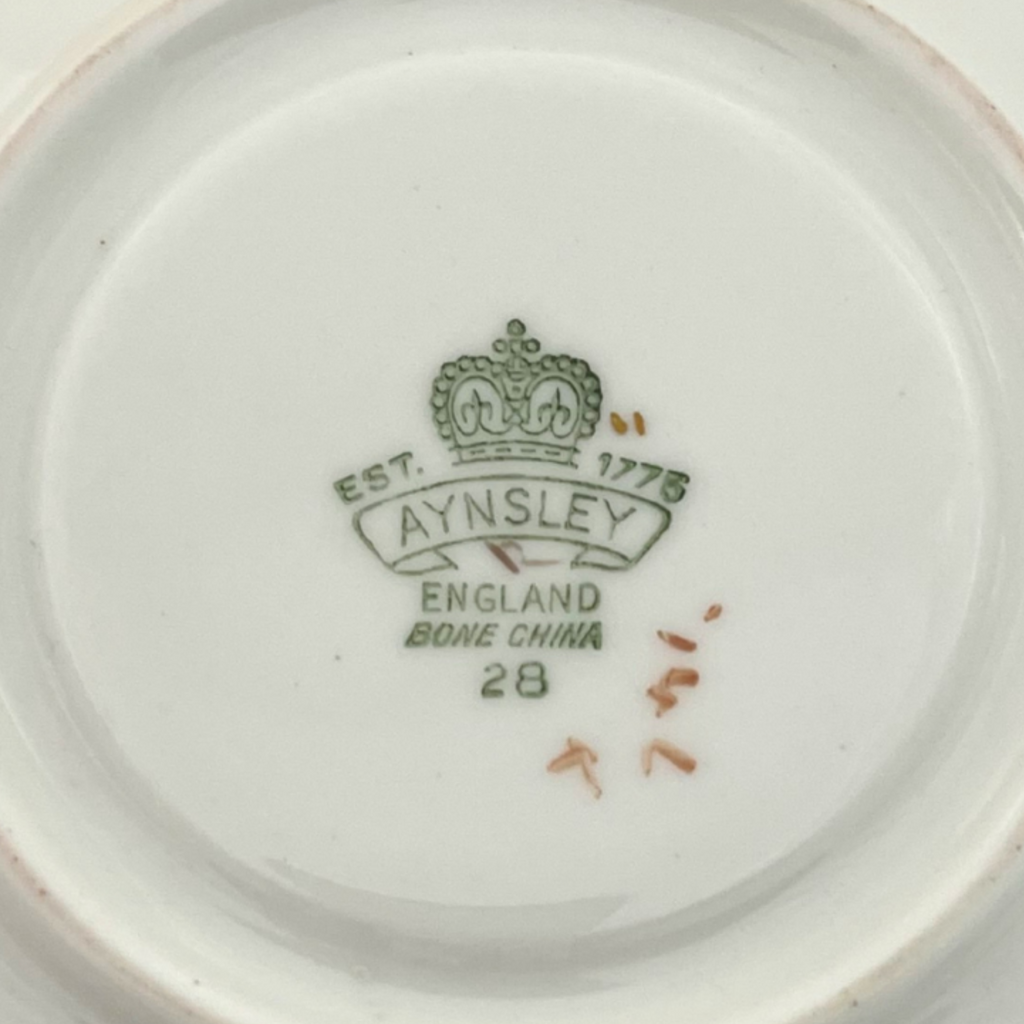 EST. 1775
AYNSLEY
ENGLAND
BONE CHINA
28